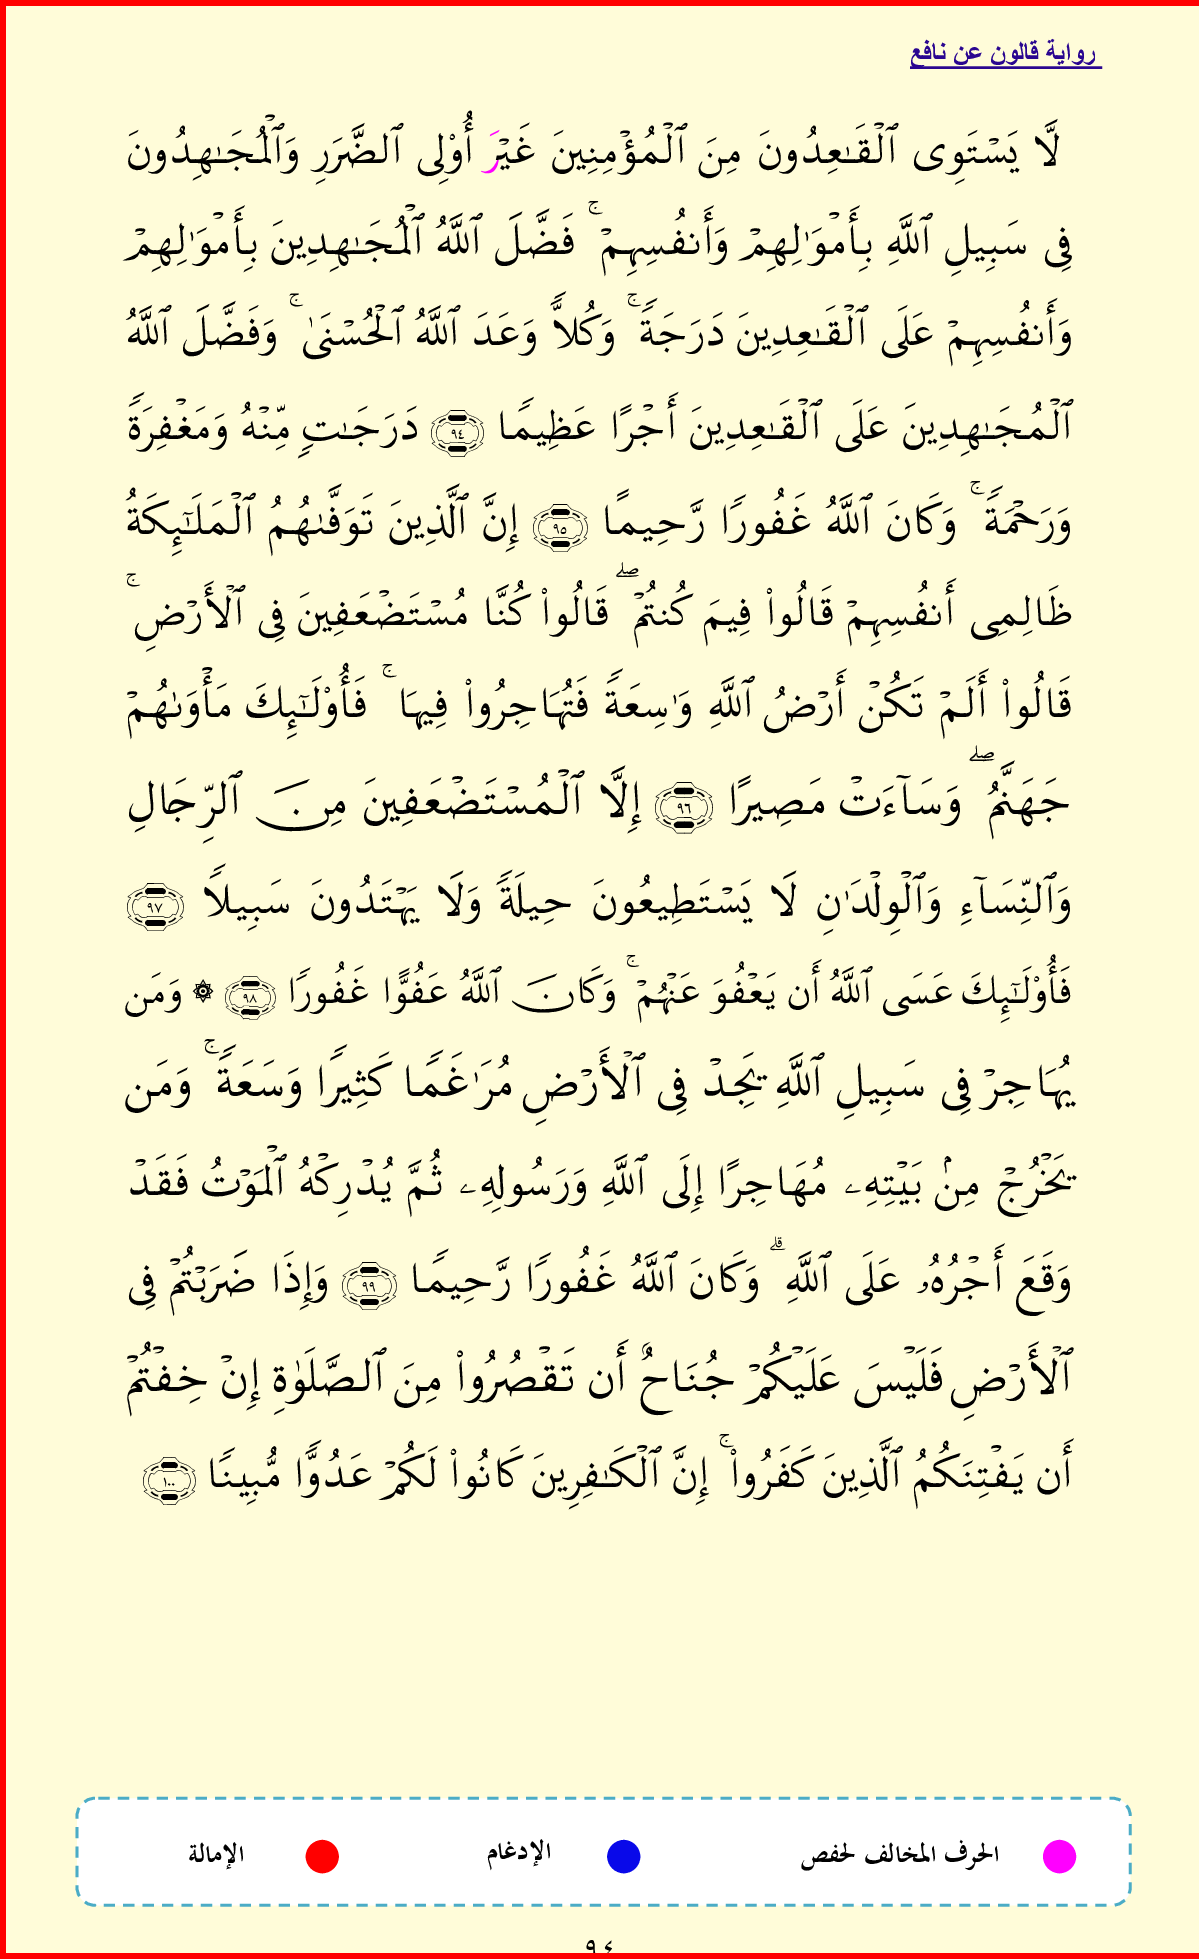 رواية قالون عن نافع
لَّا يَسْتَوِى ٱلْقَٰعِدُونَ مِنَ ٱلْمُؤْمِنِينَ غَيْرَ أُوْلِى ٱلضَّرَرِ وَٱلْمُجَٰهِدُونَ
فِى سَبِيلِ ٱللَّهِ بِأَمْوَٰلِهِمْ وَأَنفُسِهِمْ ۚ فَضَّلَ ٱللَّهُ ٱلْمُجَٰهِدِينَ بِأَمْوَٰلِهِمْ
وَأَنفُسِهِمْ عَلَى ٱلْقَٰعِدِينَ دَرَجَةً ۚ وَكُلاًّ وَعَدَ ٱللَّهُ ٱلْحُسْنَىٰ ۚ وَفَضَّلَ ٱللَّهُ
ٱلْمُجَٰهِدِينَ عَلَى ٱلْقَٰعِدِينَ أَجْرًا عَظِيمًا ٩٤ دَرَجَٰتٍ مِّنْهُ وَمَغْفِرَةً
وَرَحْمَةً ۚ وَكَانَ ٱللَّهُ غَفُورًا رَّحِيمًا ٩٥ إِنَّ ٱلَّذِينَ تَوَفَّىٰهُمُ ٱلْمَلَٰٓئِكَةُ
ظَالِمِى أَنفُسِهِمْ قَالُواْ فِيمَ كُنتُمْ ۖ قَالُواْ كُنَّا مُسْتَضْعَفِينَ فِى ٱلْأَرْضِ ۚ
قَالُواْ أَلَمْ تَكُنْ أَرْضُ ٱللَّهِ وَٰسِعَةً فَتُهَاجِرُواْ فِيهَا ۚ فَأُوْلَٰٓئِكَ مَأْوَىٰهُمْ
جَهَنَّمُ ۖ وَسَآءَتْ مَصِيرًا ٩٦ إِلَّا ٱلْمُسْتَضْعَفِينَ مِنَ ٱلرِّجَالِ
وَٱلنِّسَآءِ وَٱلْوِلْدَٰنِ لَا يَسْتَطِيعُونَ حِيلَةً وَلَا يَهْتَدُونَ سَبِيلاً ٩٧
فَأُوْلَٰٓئِكَ عَسَى ٱللَّهُ أَن يَعْفُوَ عَنْهُمْ ۚ وَكَانَ ٱللَّهُ عَفُوًّا غَفُورًا ٩٨ ۞ وَمَن
يُهَاجِرْ فِى سَبِيلِ ٱللَّهِ يَجِدْ فِى ٱلْأَرْضِ مُرَٰغَمًا كَثِيرًا وَسَعَةً ۚ وَمَن
يَخْرُجْ مِنۢ بَيْتِهِۦ مُهَاجِرًا إِلَى ٱللَّهِ وَرَسُولِهِۦ ثُمَّ يُدْرِكْهُ ٱلْمَوْتُ فَقَدْ
وَقَعَ أَجْرُهُۥ عَلَى ٱللَّهِ ۗ وَكَانَ ٱللَّهُ غَفُورًا رَّحِيمًا ٩٩ وَإِذَا ضَرَبْتُمْ فِى
ٱلْأَرْضِ فَلَيْسَ عَلَيْكُمْ جُنَاحٌ أَن تَقْصُرُواْ مِنَ ٱلصَّلَوٰةِ إِنْ خِفْتُمْ
أَن يَفْتِنَكُمُ ٱلَّذِينَ كَفَرُواْ ۚ إِنَّ ٱلْكَٰفِرِينَ كَانُواْ لَكُمْ عَدُوًّا مُّبِينًا ١٠٠
الحرف المخالف لحفص الإدغام الإمالة
٩٤